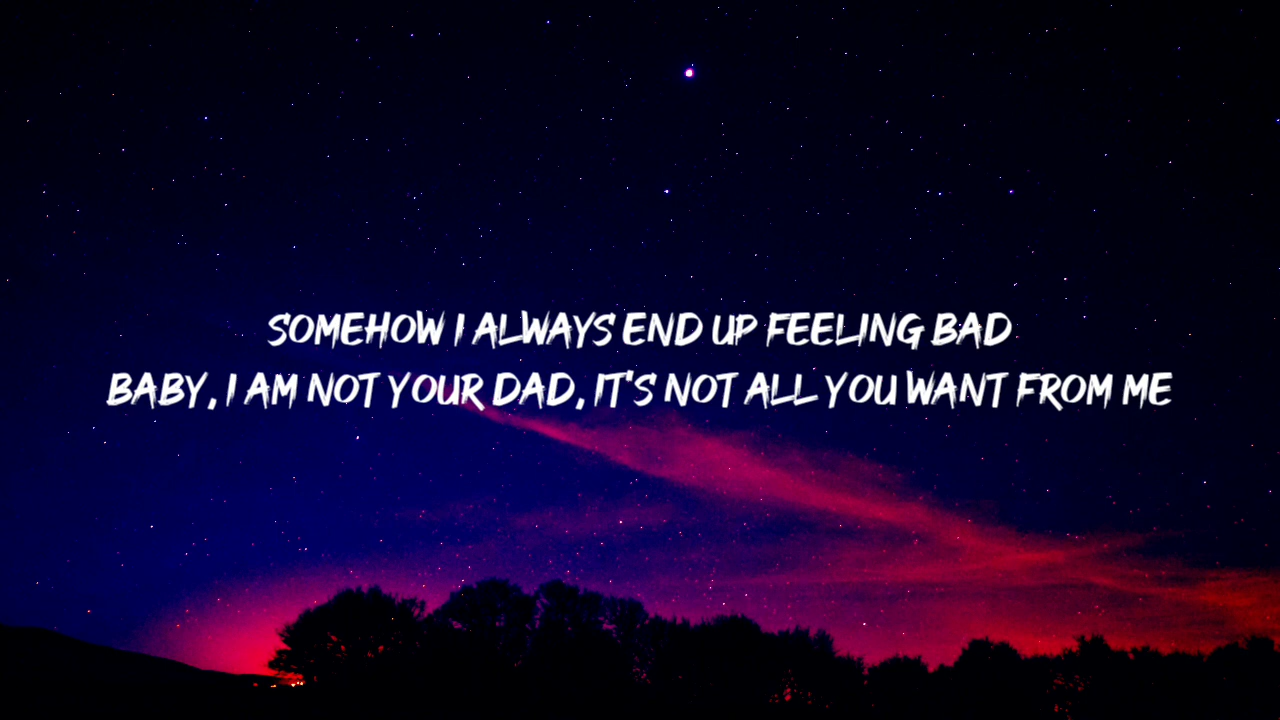 SOMEHOW I ALWAYS END UP FEELING BAD
BABY, I AM NOT YOUR DAD, IT'S NOT ALL YOU WANT FROM ME